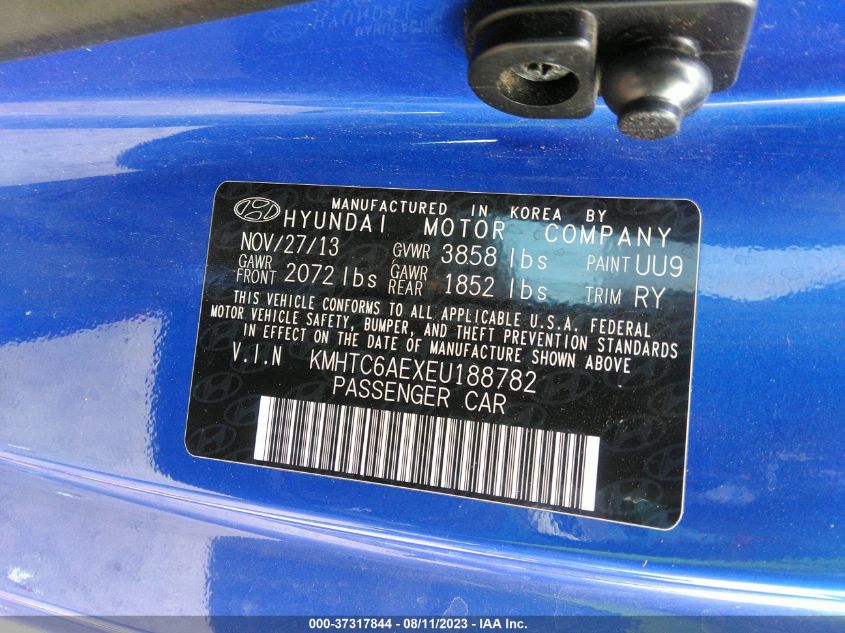 MANUFACTURED IN KOREA BY
HYUNDAI MOTOR COMPANY
NOV/27/13 GVWR 3858 lbs PAINT UU9
GAWR FRONT 2072 lbs GAWR REAR 1852 lbs TRIM RY
THIS VEHICLE CONFORMS TO ALL APPLICABLE U.S.A. FEDERAL
MOTOR VEHICLE SAFETY, BUMPER, AND THEFT PREVENTION STANDARDS
IN EFFECT ON THE DATE OF MANUFACTURE SHOWN ABOVE
V.I.N KMHTC6AEXEU188782
PASSENGER CAR
000-37317844 - 08/11/2023 - IAA Inc.